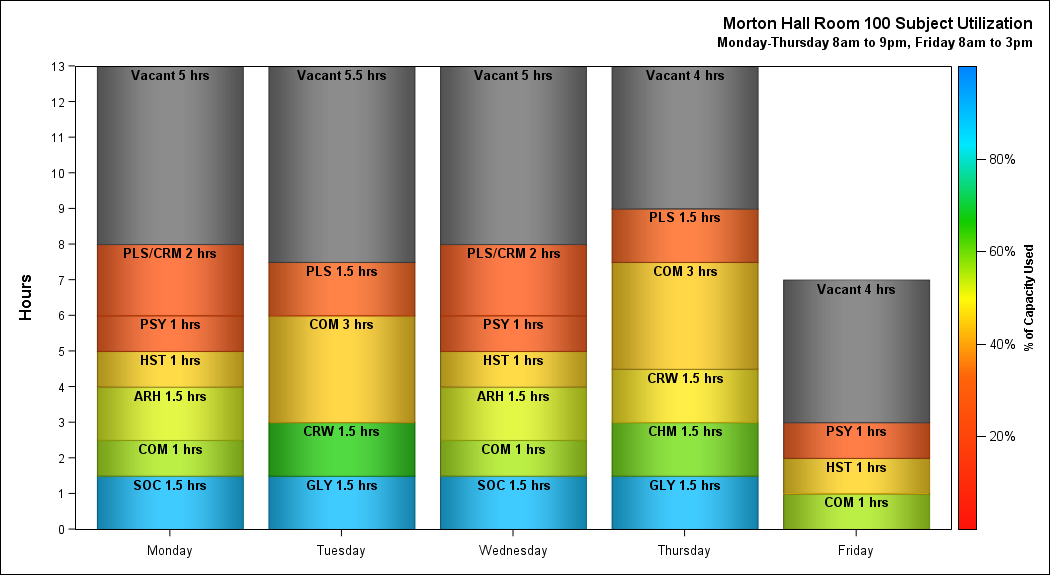 Morton Hall Room 100 Subject Utilization
Monday-Thursday 8am to 9pm, Friday 8am to 3pm
Hours
13
12
11
10
9
8
7
6
5
4
3
2
1
0
Vacant 5 hrs
PLS/CRM 2 hrs
PSY 1 hrs
HST 1 hrs
ARH 1.5 hrs
COM 1 hrs
SOC 1.5 hrs
Monday
Vacant 5.5 hrs
PLS 1.5 hrs
COM 3 hrs
CRW 1.5 hrs
GLY 1.5 hrs
Tuesday
Vacant 5 hrs
PLS/CRM 2 hrs
PSY 1 hrs
HST 1 hrs
ARH 1.5 hrs
COM 1 hrs
SOC 1.5 hrs
Wednesday
Vacant 4 hrs
PLS 1.5 hrs
COM 3 hrs
CRW 1.5 hrs
CHM 1.5 hrs
GLY 1.5 hrs
Thursday
Vacant 4 hrs
PSY 1 hrs
HST 1 hrs
COM 1 hrs
Friday
80%
60%
40%
20%
% of Capacity Used